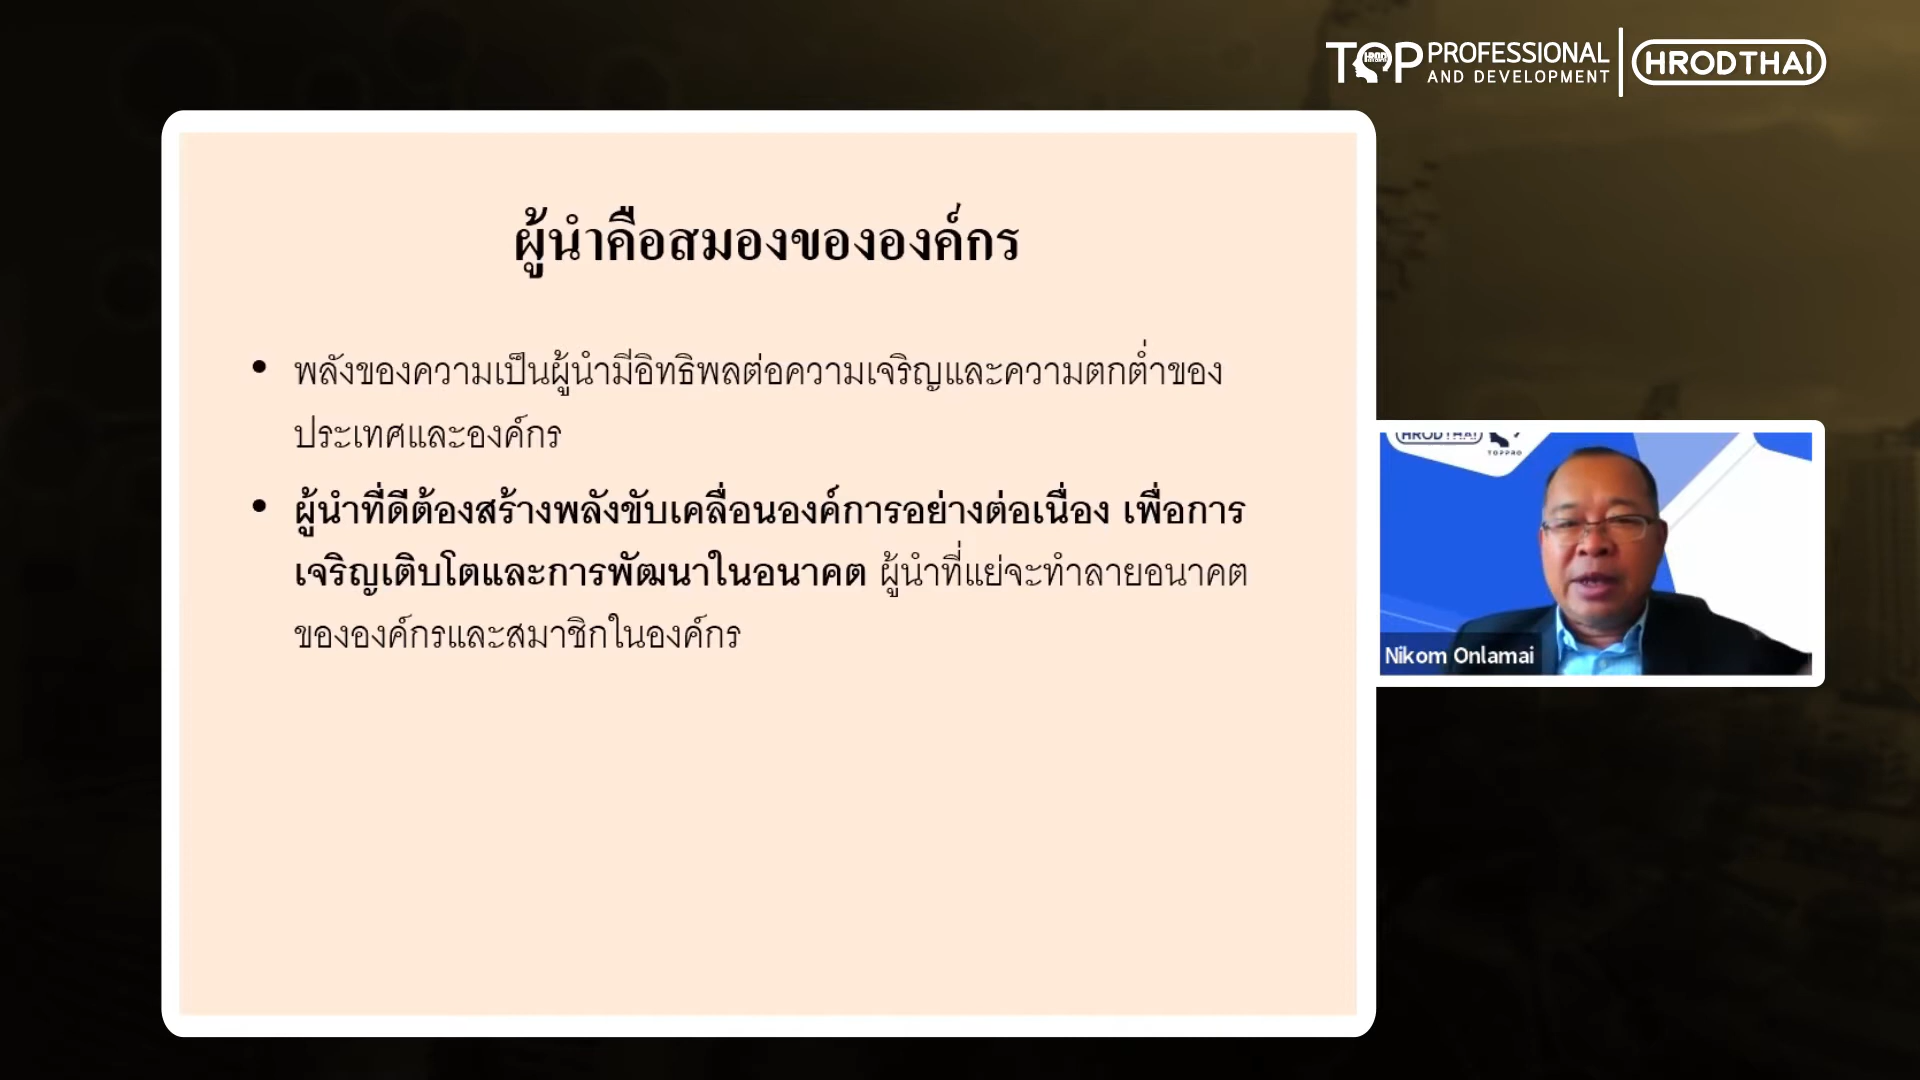 TOP PROFESSIONAL AND DEVELOPMENT
HRODTHAI
ผู้นำคือสมองขององค์กร
• พลังของความเป็นผู้นำมีอิทธิพลต่อความเจริญและความตกต่ำของ
ประเทศและองค์กร
• ผู้นำที่ดีต้องสร้างพลังขับเคลื่อนองค์การอย่างต่อเนื่อง เพื่อการ
เจริญเติบโตและการพัฒนาในอนาคต ผู้นำที่แย่จะทำลายอนาคต
ขององค์กรและสมาชิกในองค์กร
HRODTHAI
TOPPRO
Nikom Onlamai